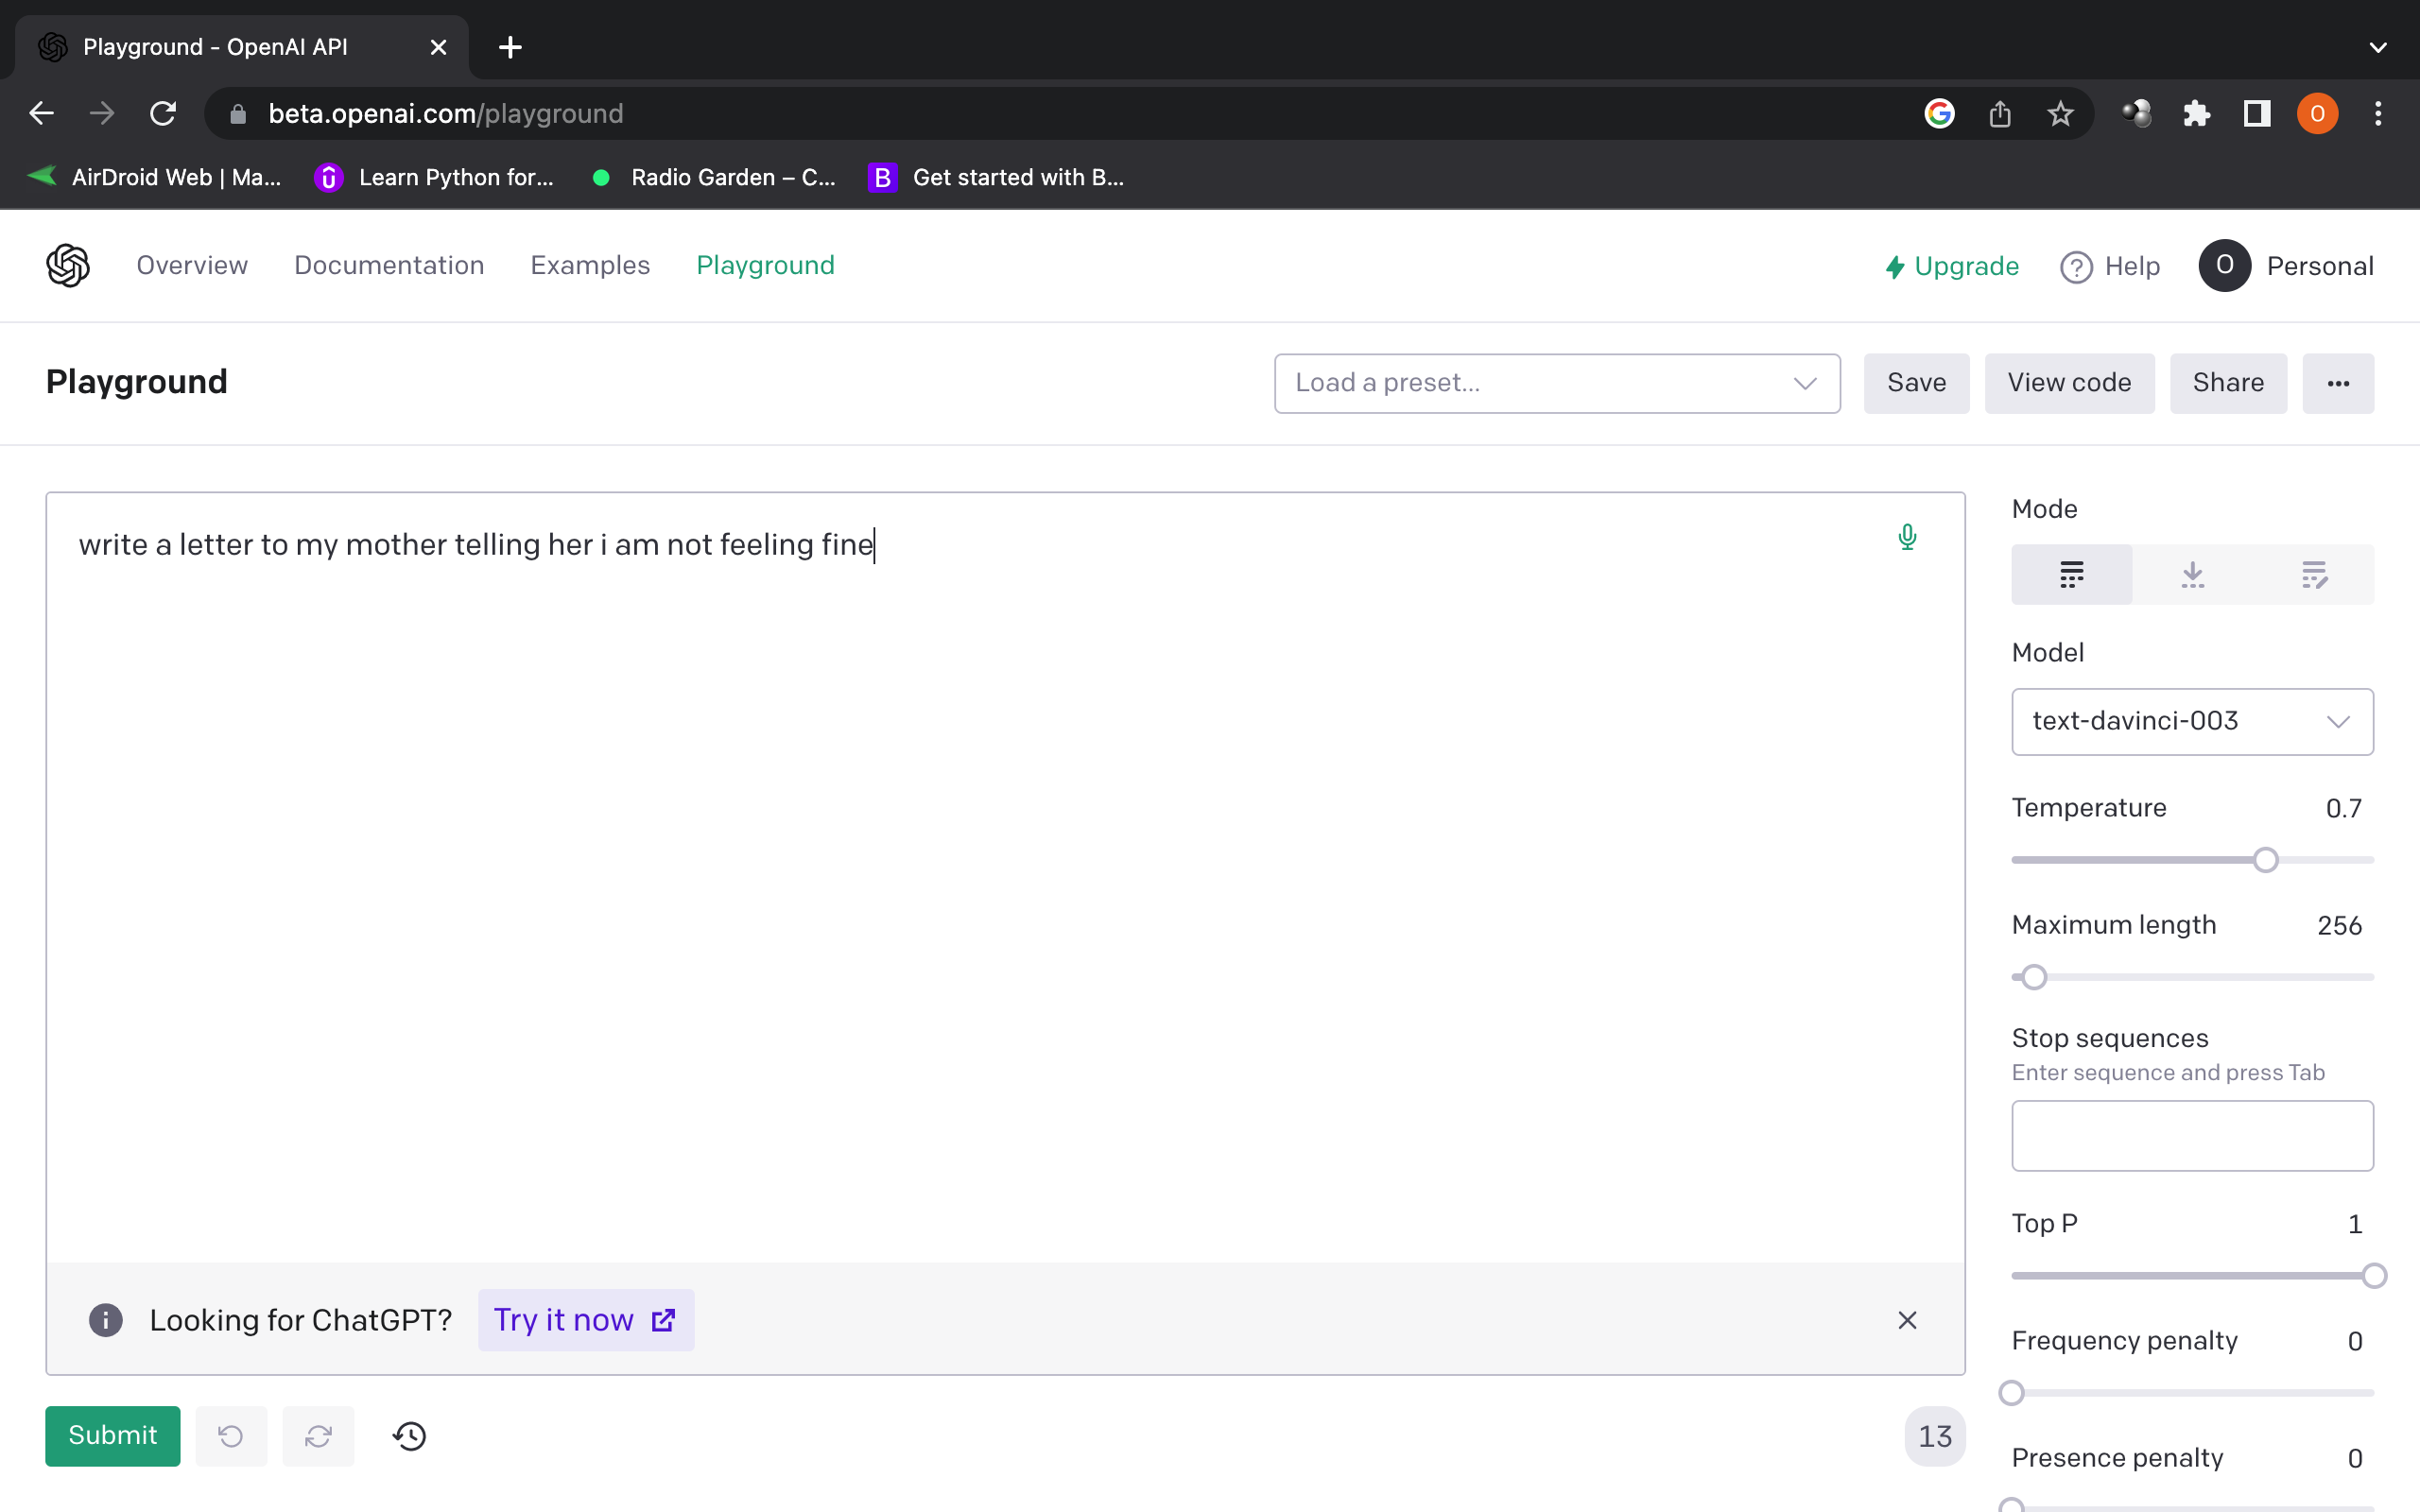 Playground - OpenAI API
beta.openai.com/playground
AirDroid Web | Ma...
Learn Python for...
Radio Garden – C...
B
Get started with B...
O
Overview
Documentation
Examples
Playground
Upgrade
Help
O
Personal
Playground
Load a preset...
Save
View code
Share
write a letter to my mother telling her i am not feeling fine
Mode
Model
text-davinci-003
Temperature
0.7
Maximum length
256
Stop sequences
Enter sequence and press Tab
Top P
1
Looking for ChatGPT?
Try it now
Frequency penalty
0
Submit
13
Presence penalty
0